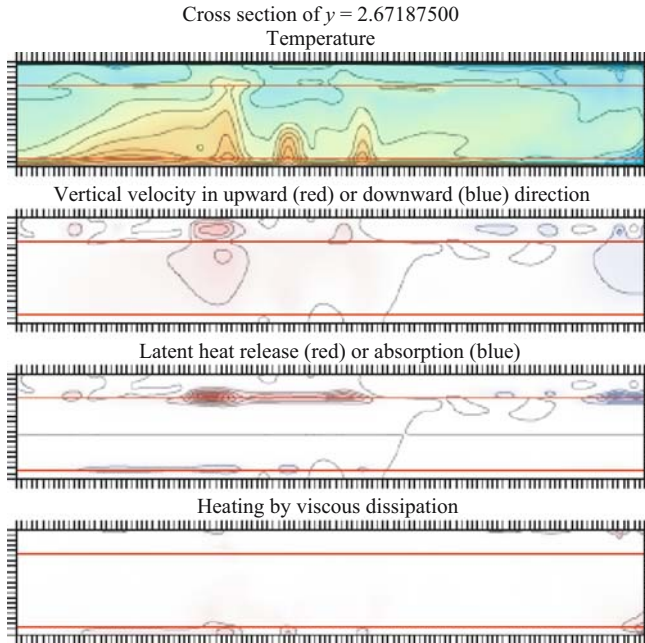 Cross section of y = 2.67187500
Temperature
Vertical velocity in upward (red) or downward (blue) direction
Latent heat release (red) or absorption (blue)
Heating by viscous dissipation